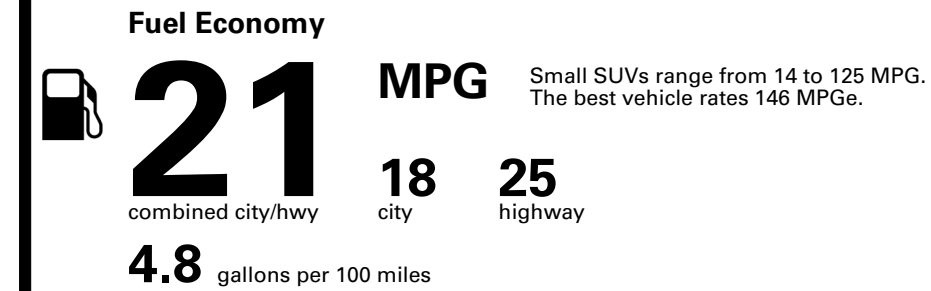 Fuel Economy
21
combined city/hwy
MPG
Small SUVs range from 14 to 125 MPG.
The best vehicle rates 146 MPGe.
18
city
25
highway
4.8 gallons per 100 miles